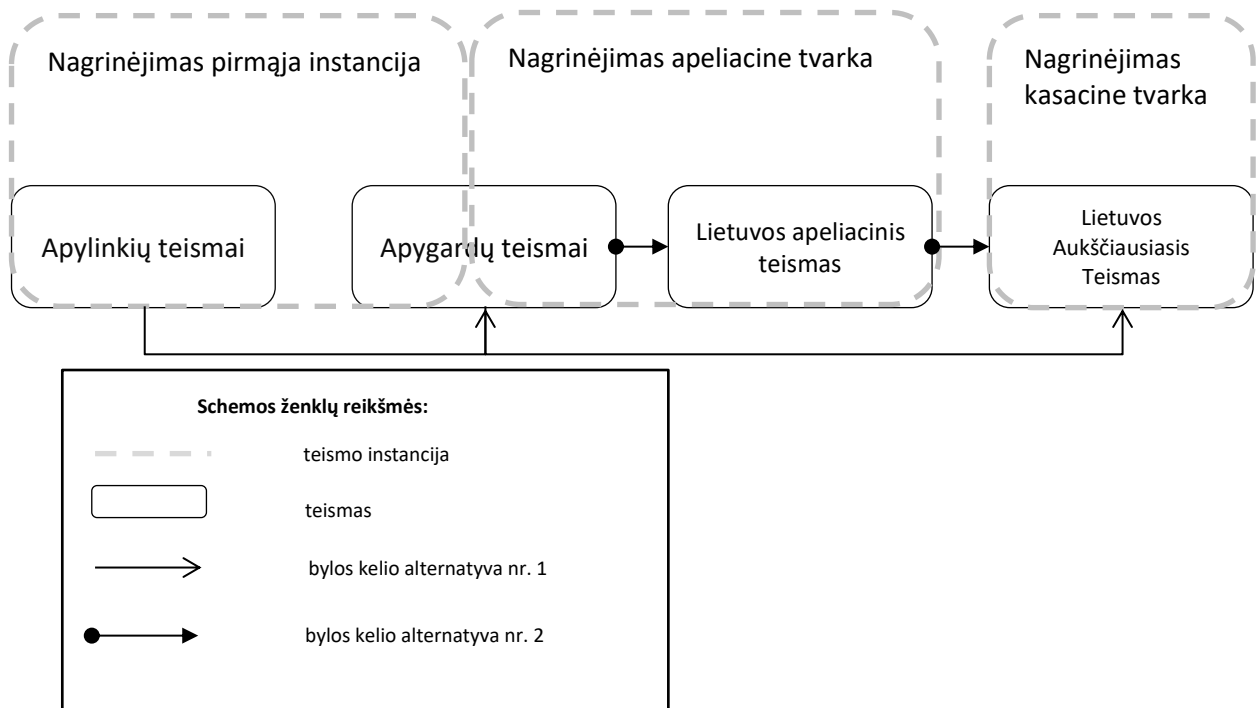 Nagrinėjimas pirmąja instancija
Nagrinėjimas apeliacine tvarka
Nagrinėjimas
kasacine tvarka
Apylinkių teismai
Apygardų teismai
Lietuvos apeliacinis
teismas
Lietuvos
Aukščiausiasis
Teismas
Schemos ženklų reikšmės:
teismo instancija
teismas
bylos kelio alternatyva nr. 1
bylos kelio alternatyva nr. 2